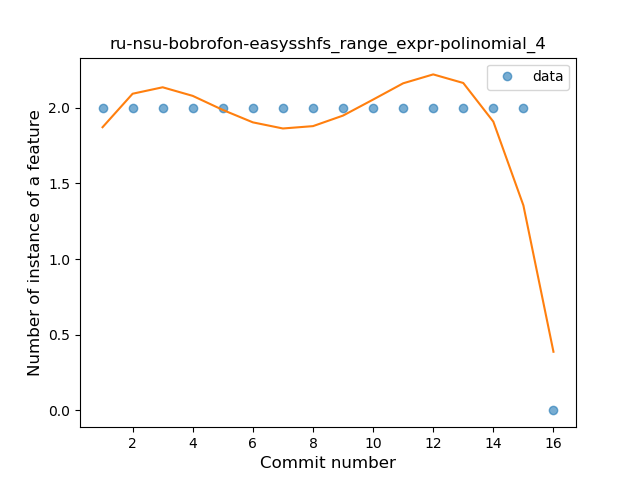 ru-nsu-bobrofon-easysshfs_range_expr-polinomial_4
data
Number of instance of a feature
2.0
1.5
1.0
0.5
0.0
2 4 6 8 10 12 14 16
Commit number